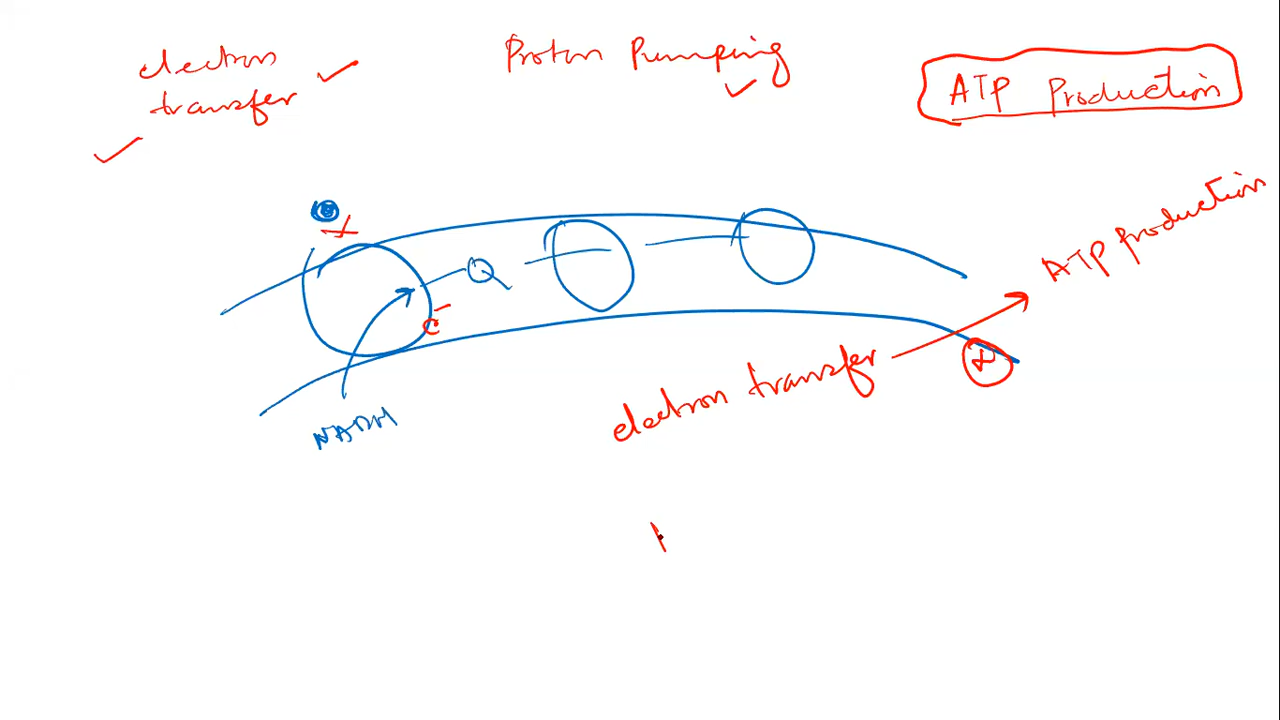 electron
transfer
Proton Pumping
ATP Production
Q
e-
NADH
electron transfer
ATP production